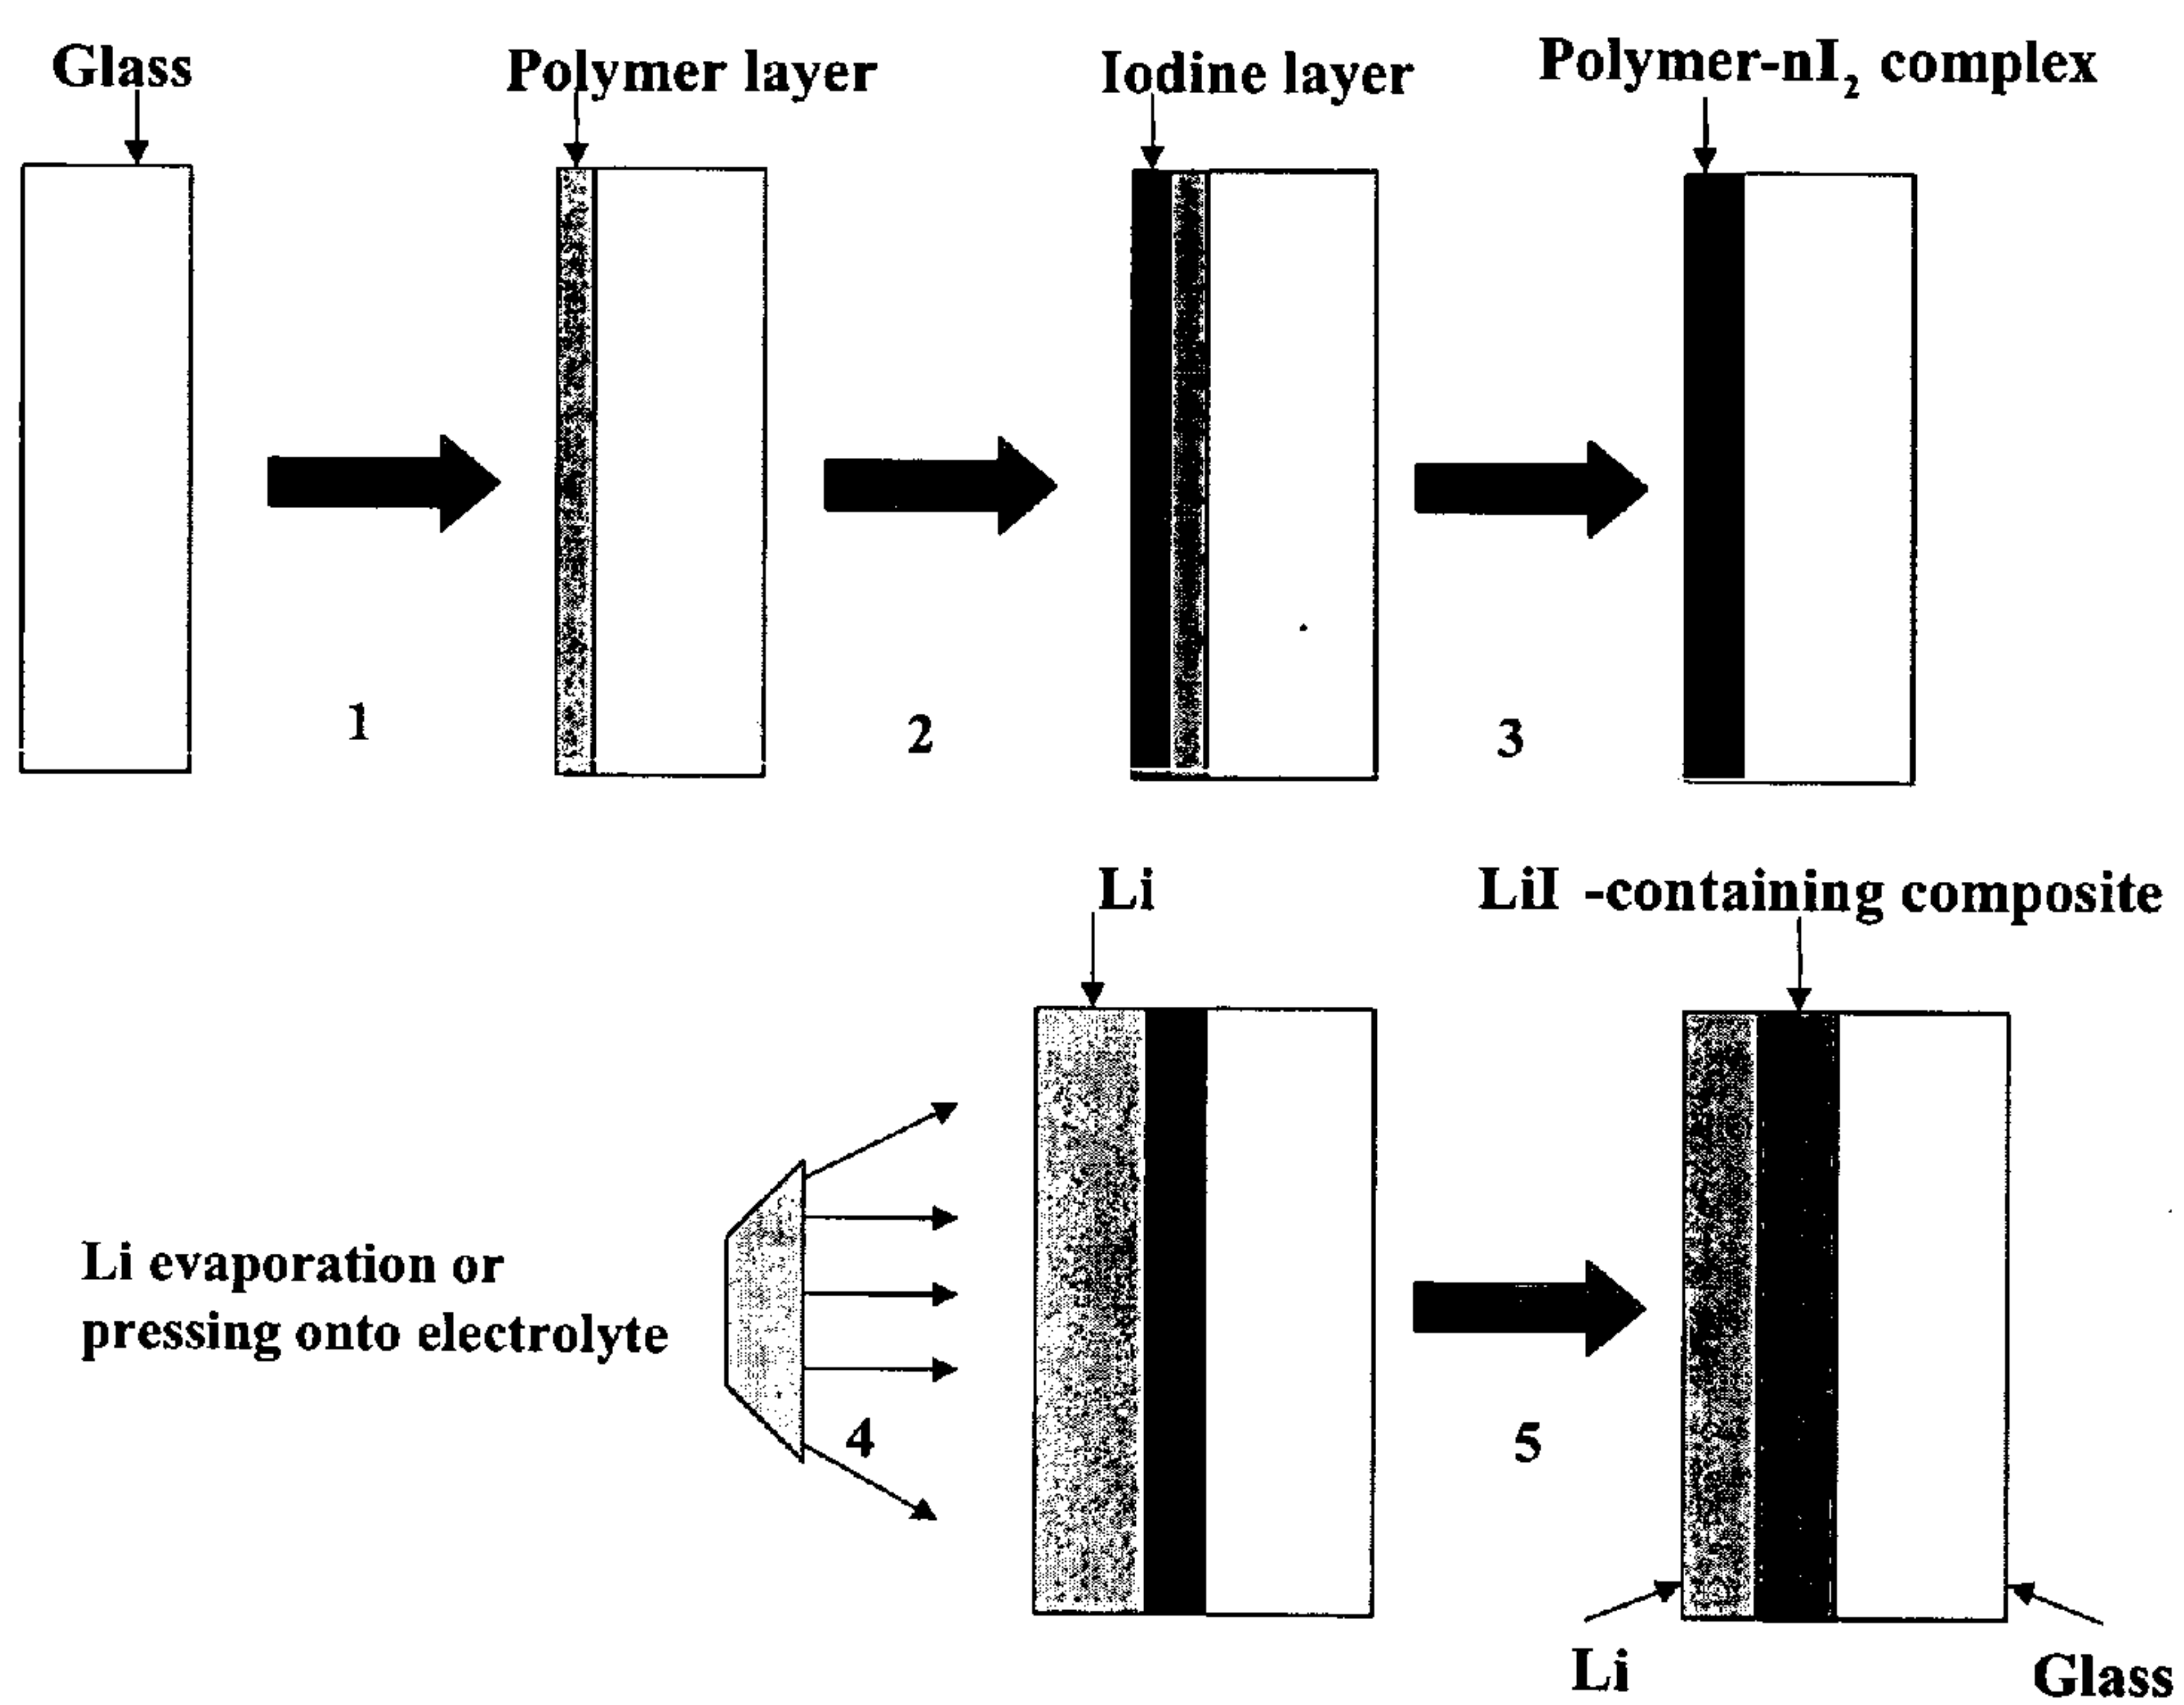 Glass
Polymer layer
Iodine layer
Polymer-nI₂ complex
1
2
3
Li
LiI -containing composite
Li evaporation or
pressing onto electrolyte
4
5
Li
Glass